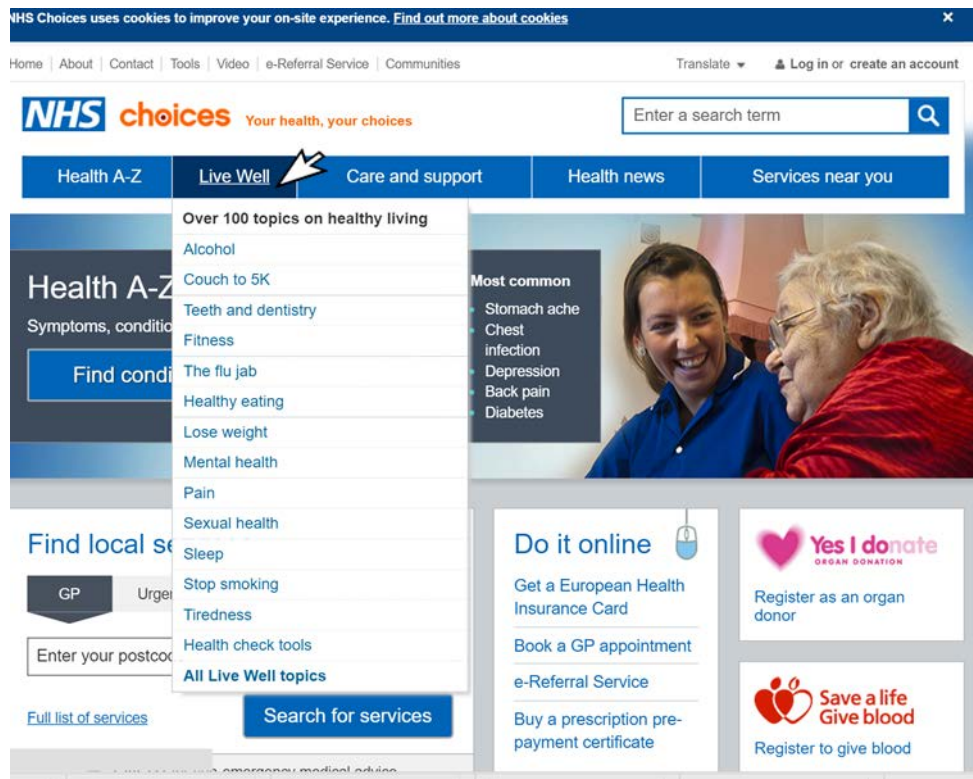 NHS Choices uses cookies to improve your on-site experience. Find out more about cookies
Home | About | Contact | Tools | Video | e-Referral Service | Communities
Translate
Log in or create an account
NHS choices Your health, your choices
Enter a search term
Health A-Z
Live Well
Care and support
Health news
Services near you
Over 100 topics on healthy living
Alcohol
Couch to 5K
Teeth and dentistry
Fitness
The flu jab
Healthy eating
Lose weight
Mental health
Pain
Sexual health
Sleep
Stop smoking
Tiredness
Health check tools
All Live Well topics
Health A-Z
Symptoms, conditio
Find condi
Most common
Stomach ache
Chest
infection
Depression
Back pain
Diabetes
Find local se
GP
Urge
Enter your postcod
Full list of services
Search for services
Do it online
Get a European Health
Insurance Card
Book a GP appointment
e-Referral Service
Buy a prescription pre-
payment certificate
Yes I donate
ORGAN DONATION
Register as an organ
donor
Save a life
Give blood
Register to give blood
emergency medical advice